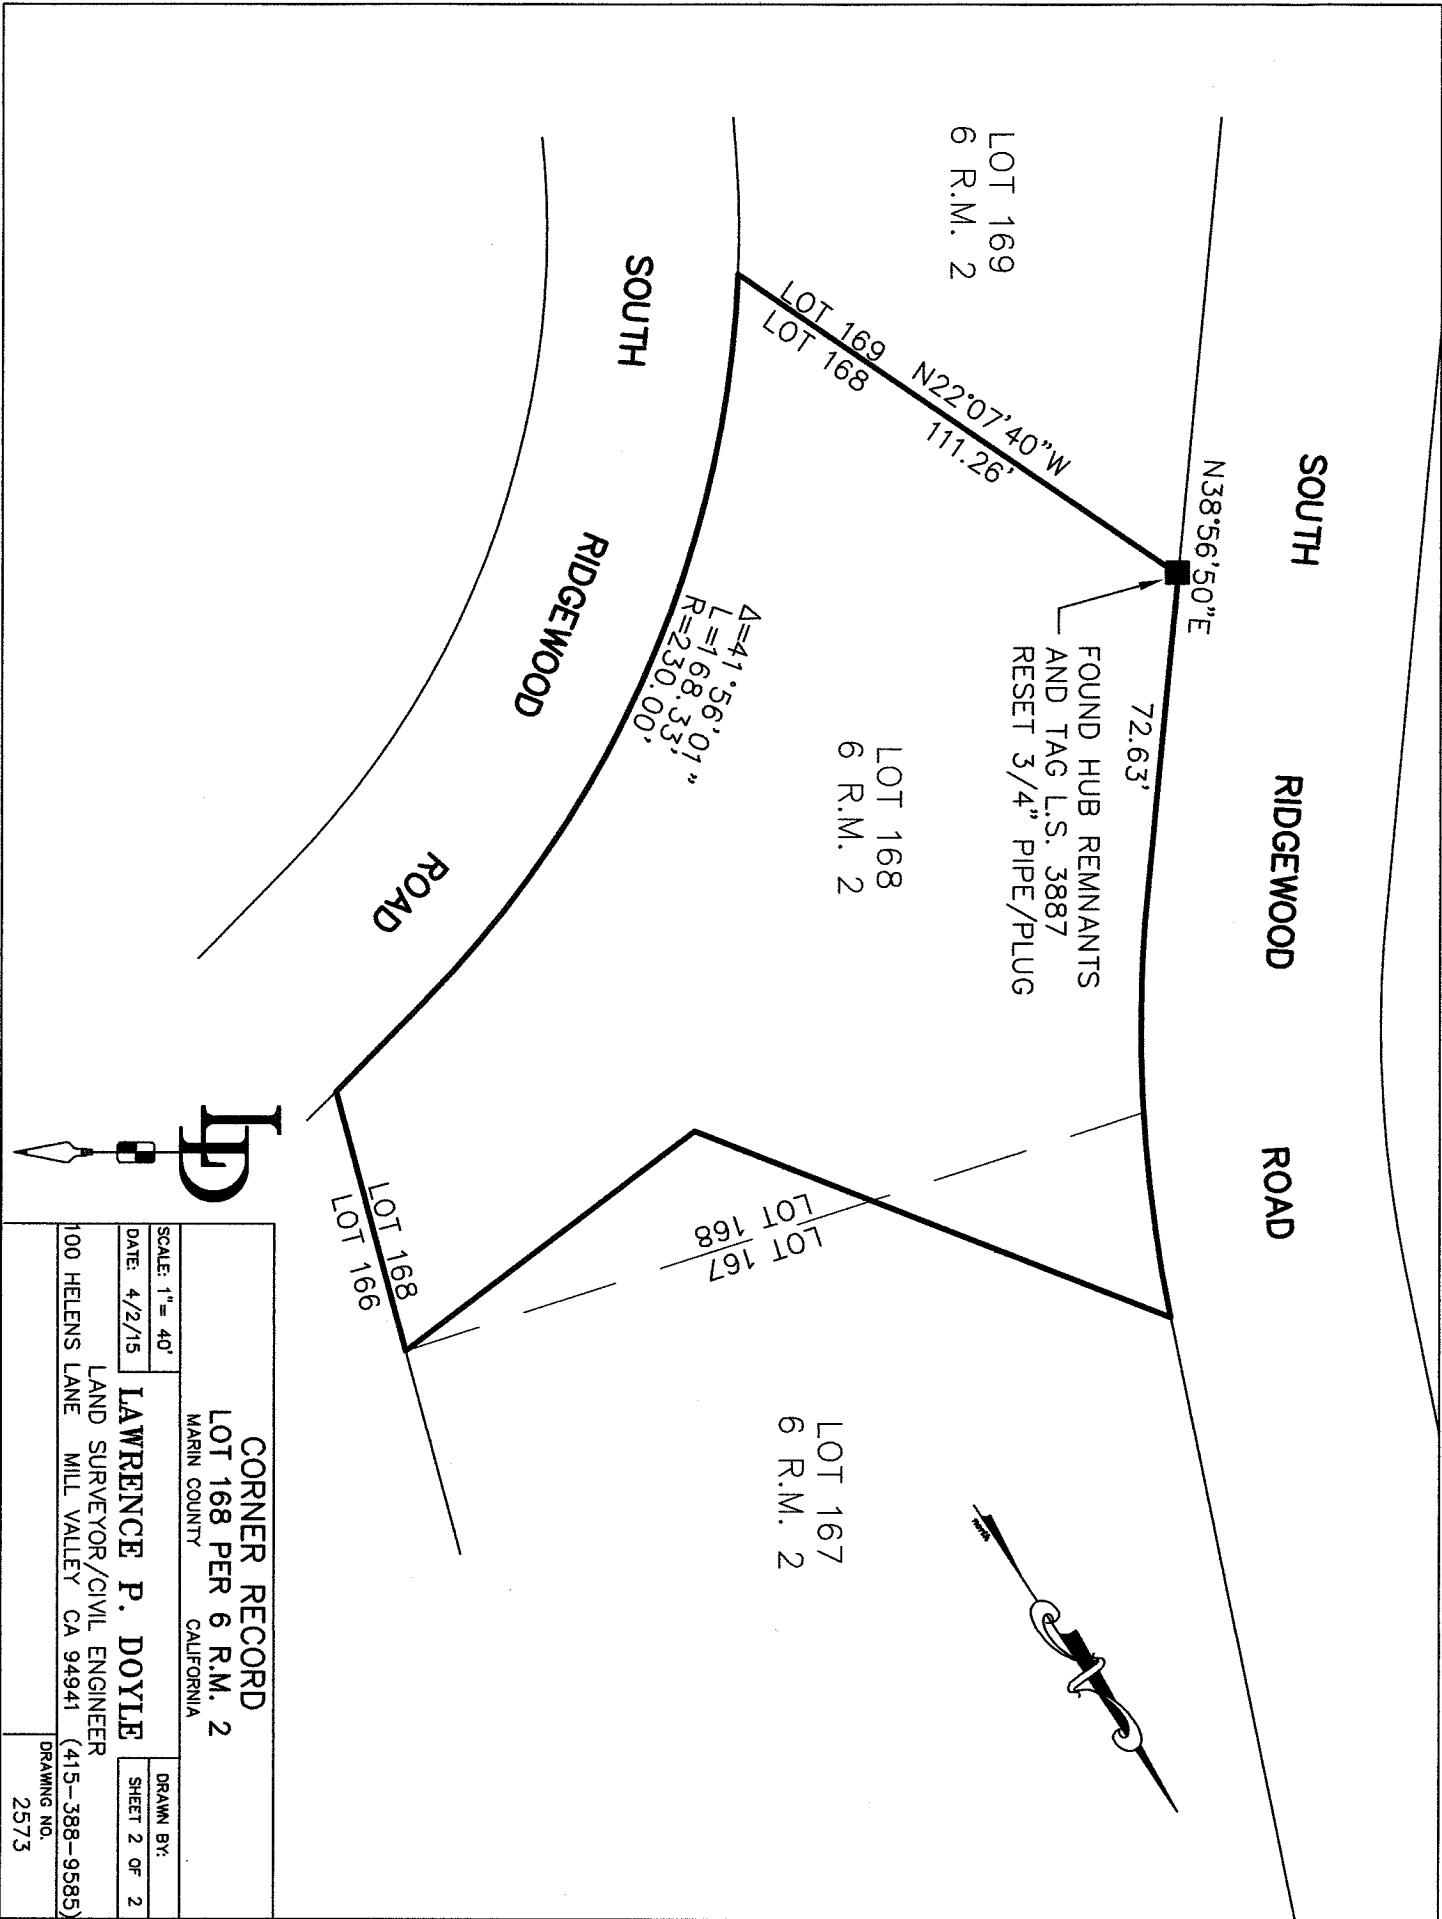 SOUTH RIDGEWOOD ROAD
N38°56'50"E
72.63'
FOUND HUB REMNANTS
AND TAG L.S. 3887
RESET 3/4" PIPE/PLUG
LOT 169
6 R.M. 2
LOT 169
LOT 168
N22°07'40"W
111.26'
LOT 168
6 R.M. 2
Δ=41°56'01"
L=168.33'
R=230.00'
SOUTH RIDGEWOOD ROAD
LOT 167
LOT 168
LOT 167
6 R.M. 2
LOT 168
LOT 166
north
LPD
CORNER RECORD
LOT 168 PER 6 R.M. 2
MARIN COUNTY CALIFORNIA
SCALE: 1"= 40'
DRAWN BY:
DATE: 4/2/15
LAWRENCE P. DOYLE
SHEET 2 OF 2
LAND SURVEYOR/CIVIL ENGINEER
100 HELENS LANE MILL VALLEY CA 94941 (415-388-9585)
DRAWING NO.
2573